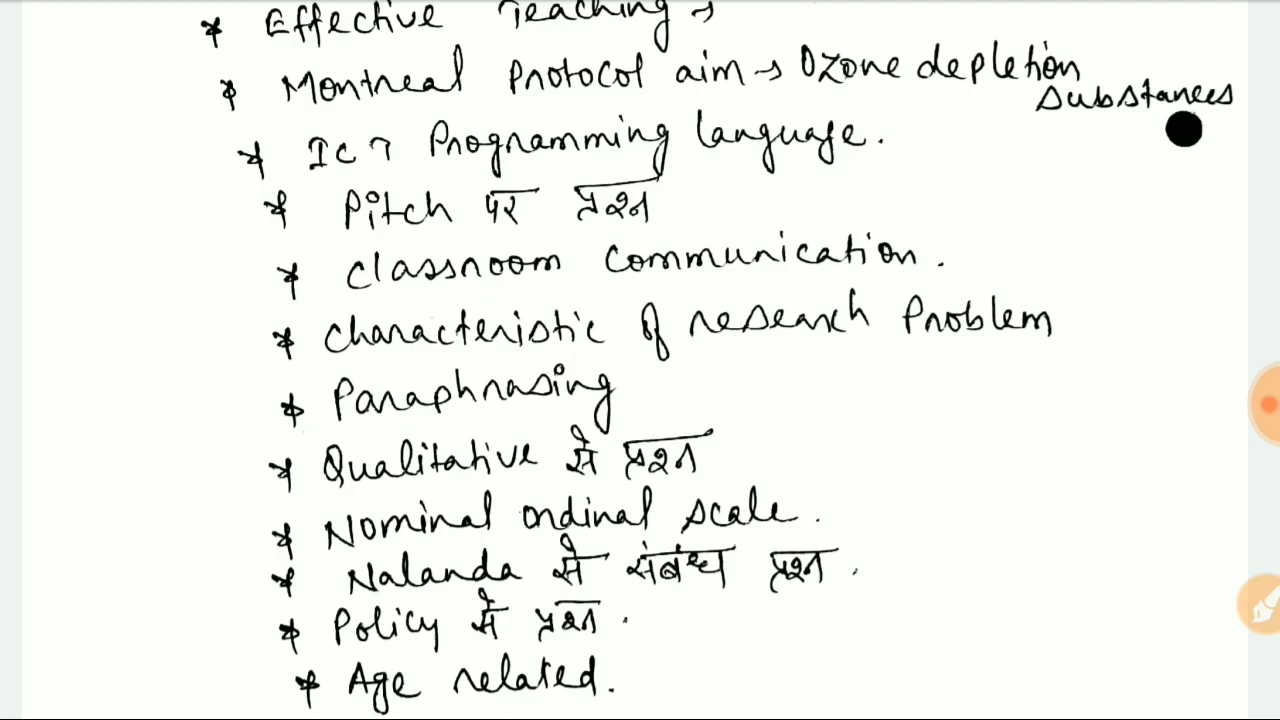 * Effective Teaching →
* Montreal Protocol aim → Ozone depletion
substances
* ICT Programming language.
* Pitch पर प्रश्न
* Classroom Communication.
* Characteristic of research Problem
* Paraphrasing
* Qualitative से प्रश्न
* Nominal ordinal scale.
* Nalanda से संबंध प्रश्न.
* Policy से प्रश्न.
* Age related.